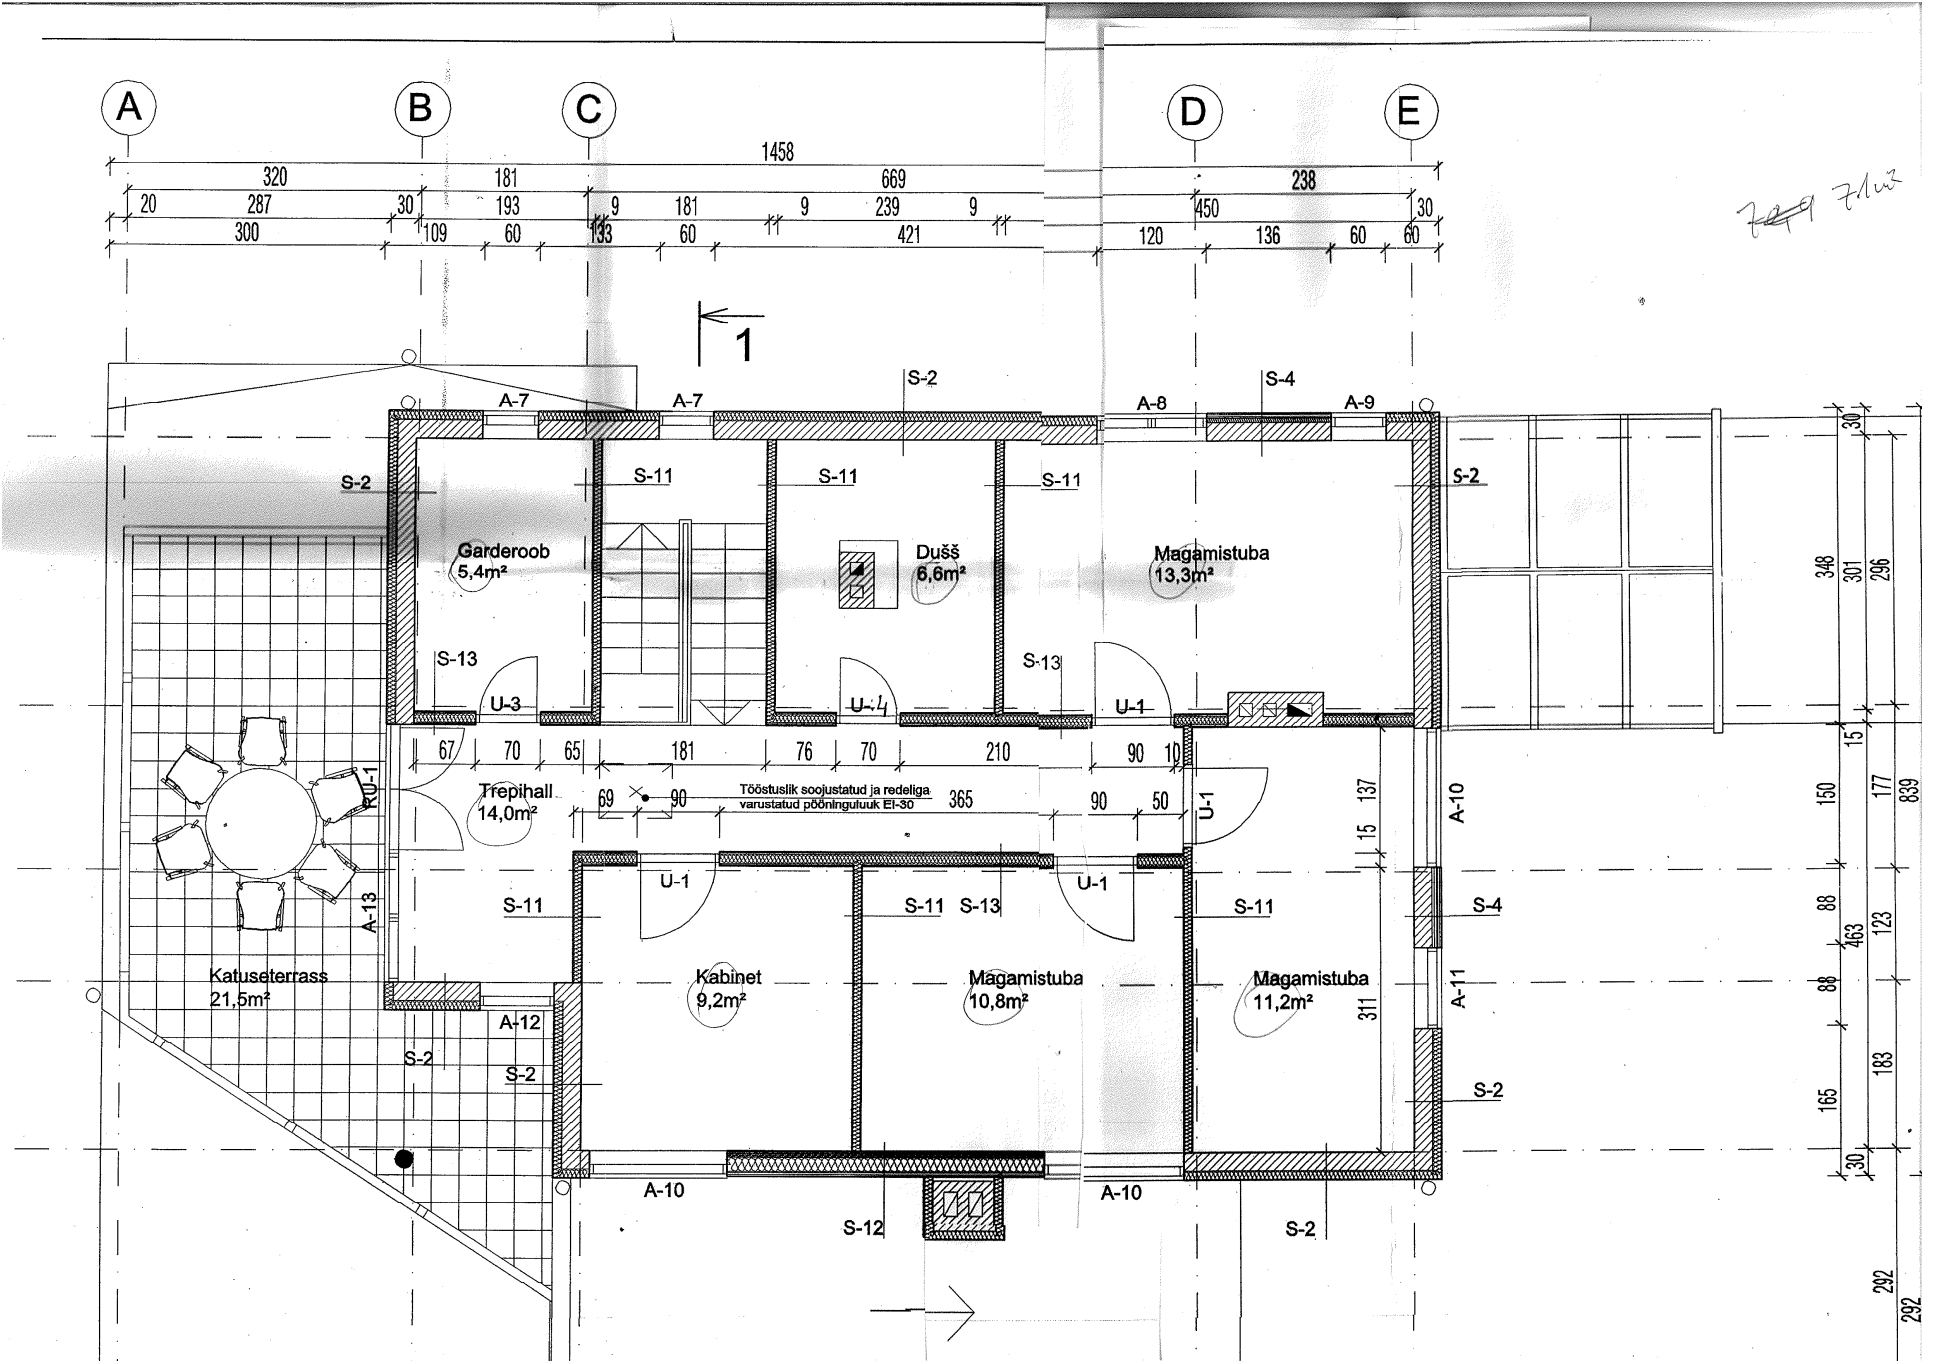 A B C D E
1458
320 181 669 238
20 287 30 193 9 181 9 239 9 450 30
300 109 60 133 60 421 120 136 60 60
1
S-2 S-4
A-7 A-7 A-8 A-9
30
S-2 S-11 S-11 S-11 S-2
Garderoob Dušš Magamistuba
5,4m² 6,6m² 13,3m²
348 301 296
S-13 S-13
U-3 U-4 U-1
67 70 65 181 76 70 210 90 10
15
RU-1
Trepihall
14,0m²
Tööstuslik soojustatud ja redeliga
varustatud pööninguluuk EI-30
69 90 365 90 50
U-1
137
15
A-10
150 177 839
U-1 U-1
A-13
S-11 S-11 S-13 S-11 S-4
88 463 123
Katuseterrass Kabinet Magamistuba Magamistuba
21,5m² 9,2m² 10,8m² 11,2m²
311
A-11
88
A-12
S-2
S-2
S-2
165 183
30
A-10 A-10
S-12 S-2
292
292